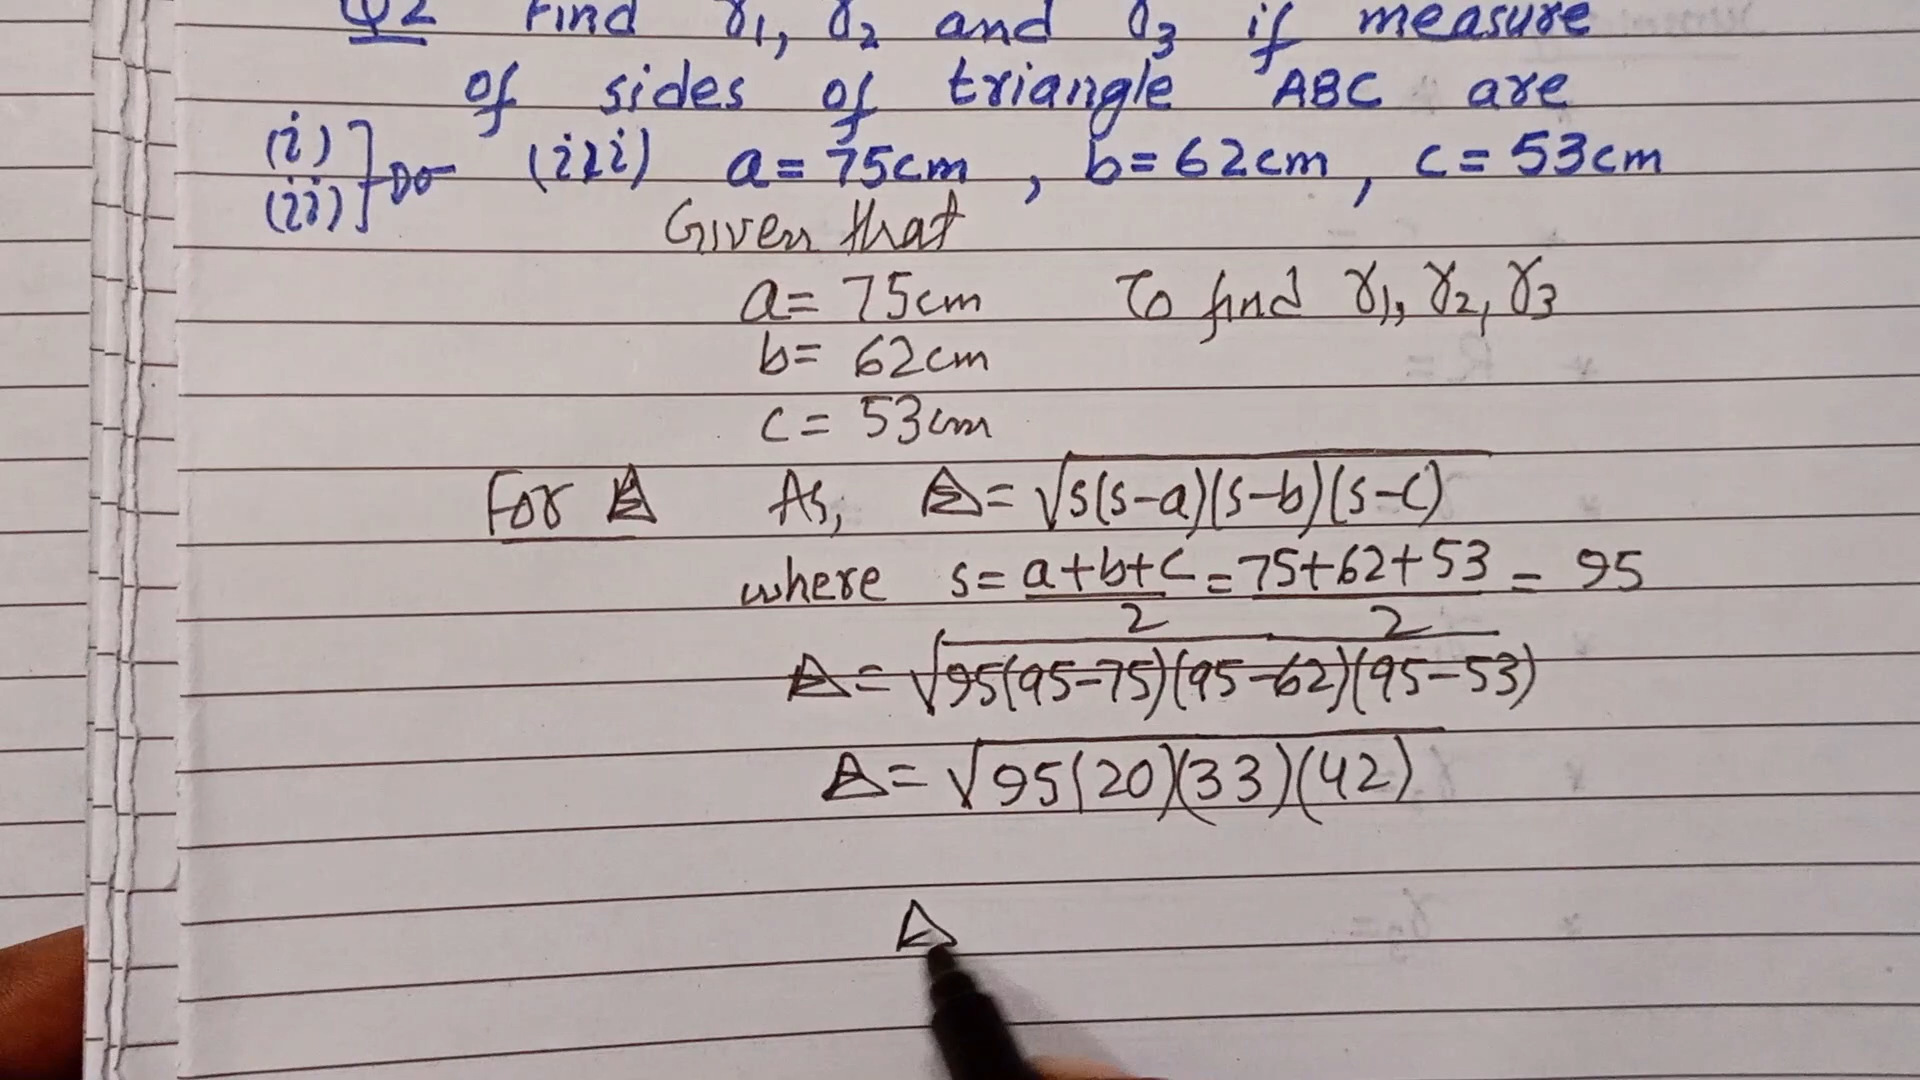 Q2 Find r₁, r₂ and r₃ if measure
of sides of triangle ABC are
(i) (ii) ] Do (iii) a = 75cm, b = 62cm, c = 53cm
Given that
a = 75cm To find r₁, r₂, r₃
b = 62cm
c = 53cm
For Δ As, Δ = √s(s-a)(s-b)(s-c)
where s = a+b+c/2 = 75+62+53/2 = 95
Δ = √95(95-75)(95-62)(95-53)
Δ = √95(20)(33)(42)
Δ